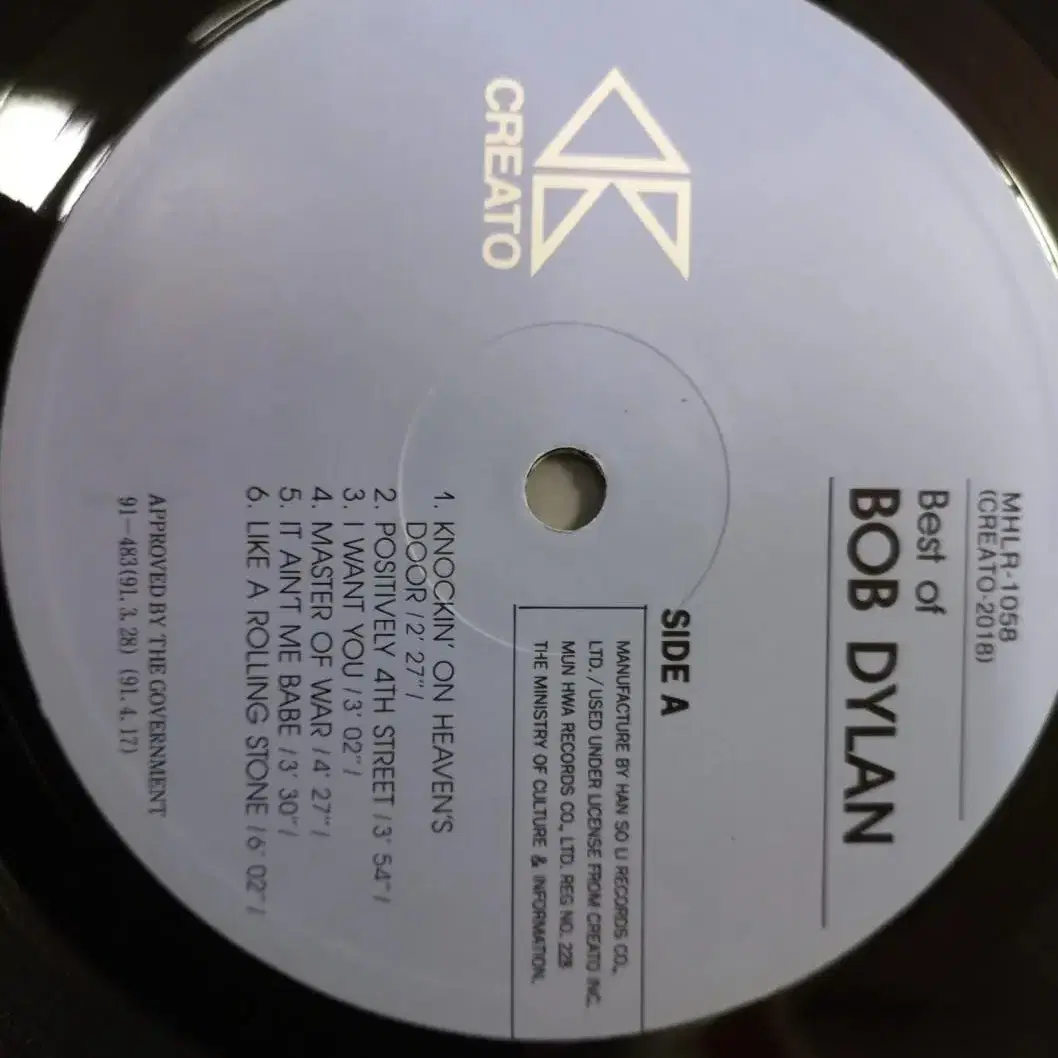 CREATO
MHLR-1058
(CREATO-2018)
Best of
BOB DYLAN
SIDE A
MANUFACTURE BY HAN SO LI RECORDS CO.,
LTD. / USED UNDER LICENSE FROM CREATO INC.
MUN HWA RECORDS CO., LTD. REG NO. 228
THE MINISTRY OF CULTURE & INFORMATION.
1. KNOCKIN' ON HEAVEN'S
DOOR / 2' 27" /
2. POSITIVELY 4TH STREET / 3' 54" /
3. I WANT YOU / 3' 02" /
4. MASTER OF WAR / 4' 27" /
5. IT AIN'T ME BABE / 3' 30" /
6. LIKE A ROLLING STONE / 6' 02" /
APPROVED BY THE GOVERNMENT
91-483(91. 3. 28) (91. 4. 17)